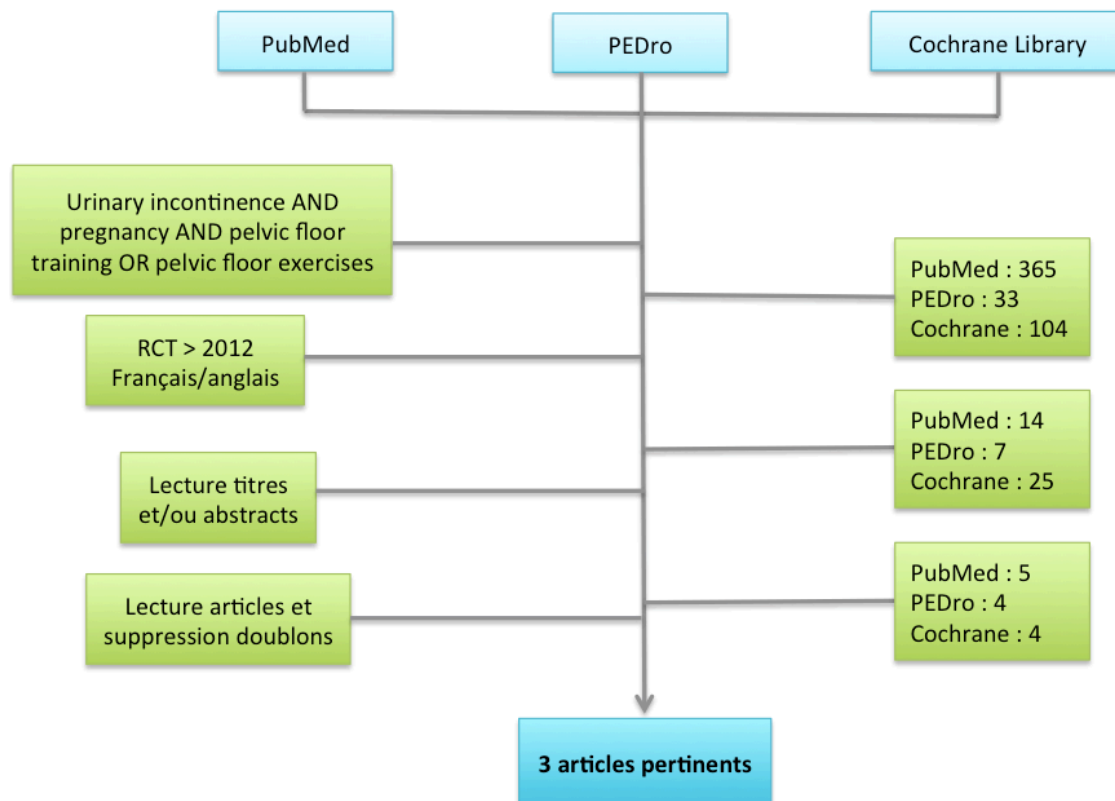 PubMed
PEDro
Cochrane Library
Urinary incontinence AND
pregnancy AND pelvic floor
training OR pelvic floor exercises
PubMed : 365
PEDro : 33
Cochrane : 104
RCT > 2012
Français/anglais
PubMed : 14
PEDro : 7
Cochrane : 25
Lecture titres
et/ou abstracts
PubMed : 5
PEDro : 4
Cochrane : 4
Lecture articles et
suppression doublons
3 articles pertinents